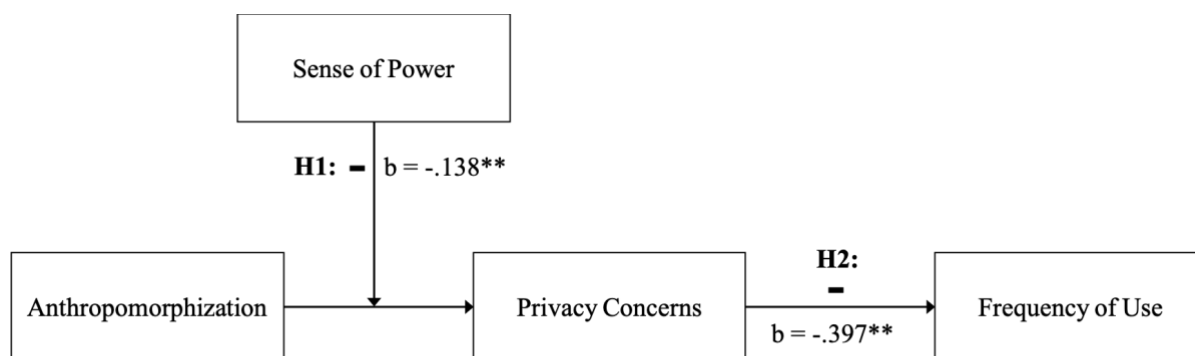 Sense of Power
H1: - b = -.138**
H2:
-
Anthropomorphization
Privacy Concerns
b = -.397**
Frequency of Use